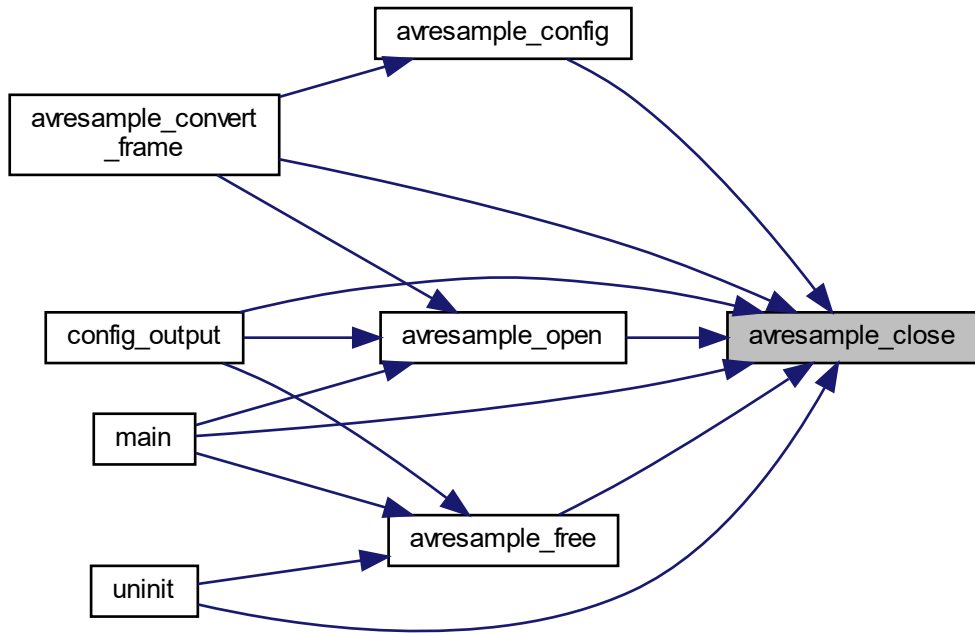 avresample_config
avresample_convert
_frame
config_output
avresample_open
avresample_close
main
avresample_free
uninit